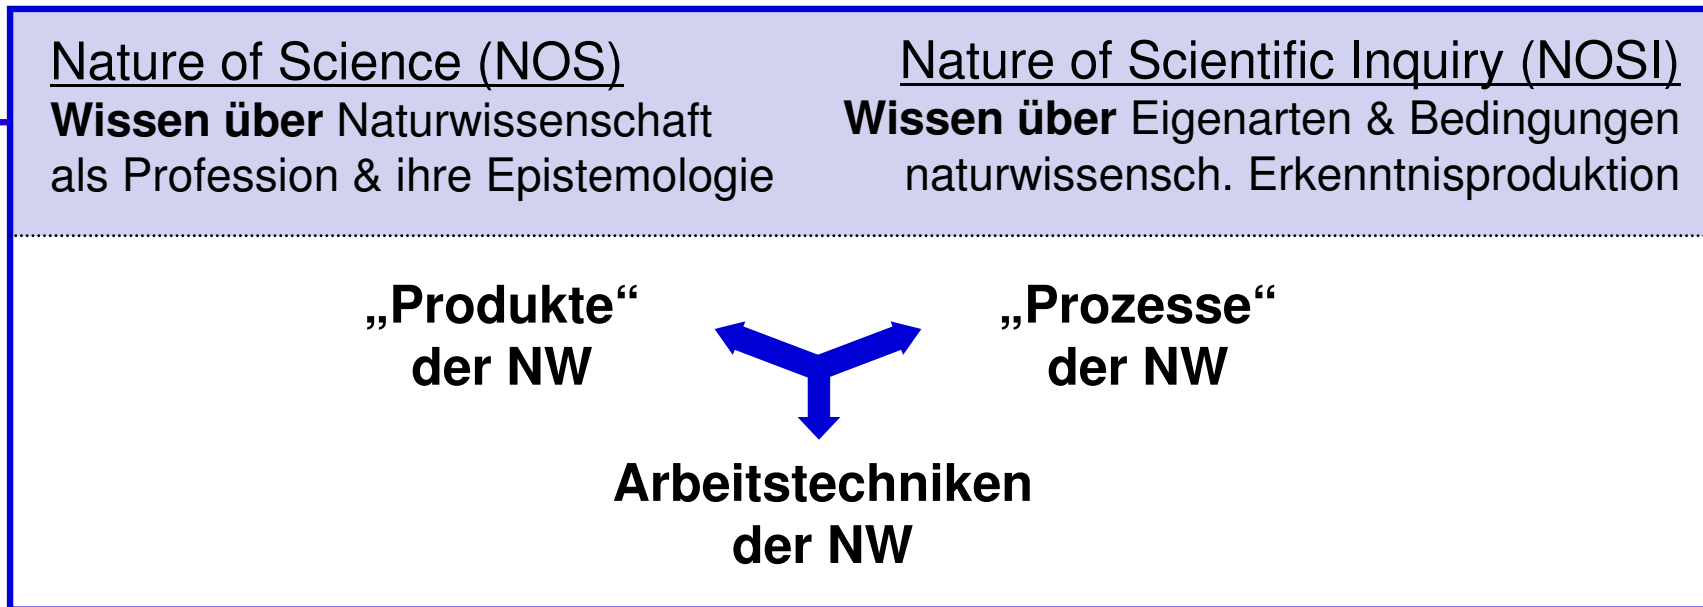 Nature of Science (NOS)
Wissen über Naturwissenschaft
als Profession & ihre Epistemologie
Nature of Scientific Inquiry (NOSI)
Wissen über Eigenarten & Bedingungen
naturwissensch. Erkenntnisproduktion
„Produkte“
der NW
„Prozesse“
der NW
Arbeitstechniken
der NW